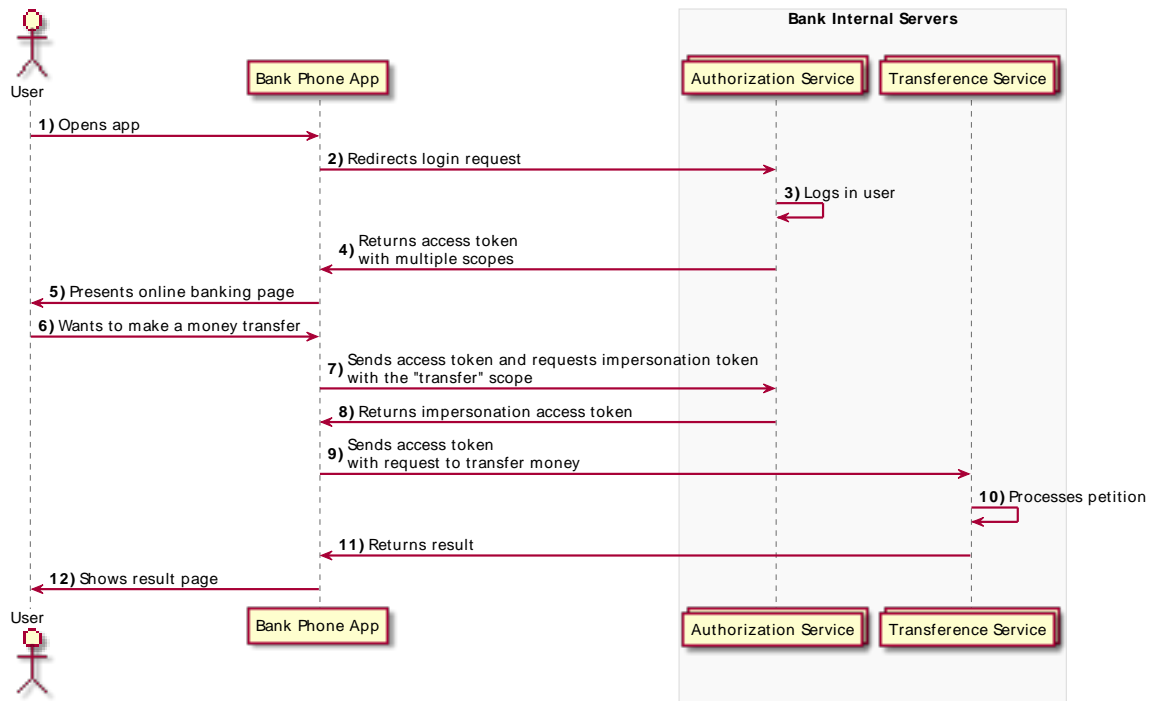 Bank Internal Servers
User
Bank Phone App
Authorization Service
Transference Service
1) Opens app
2) Redirects login request
3) Logs in user
4) Returns access token
with multiple scopes
5) Presents online banking page
6) Wants to make a money transfer
7) Sends access token and requests impersonation token
with the "transfer" scope
8) Returns impersonation access token
9) Sends access token
with request to transfer money
10) Processes petition
11) Returns result
12) Shows result page
User
Bank Phone App
Authorization Service
Transference Service